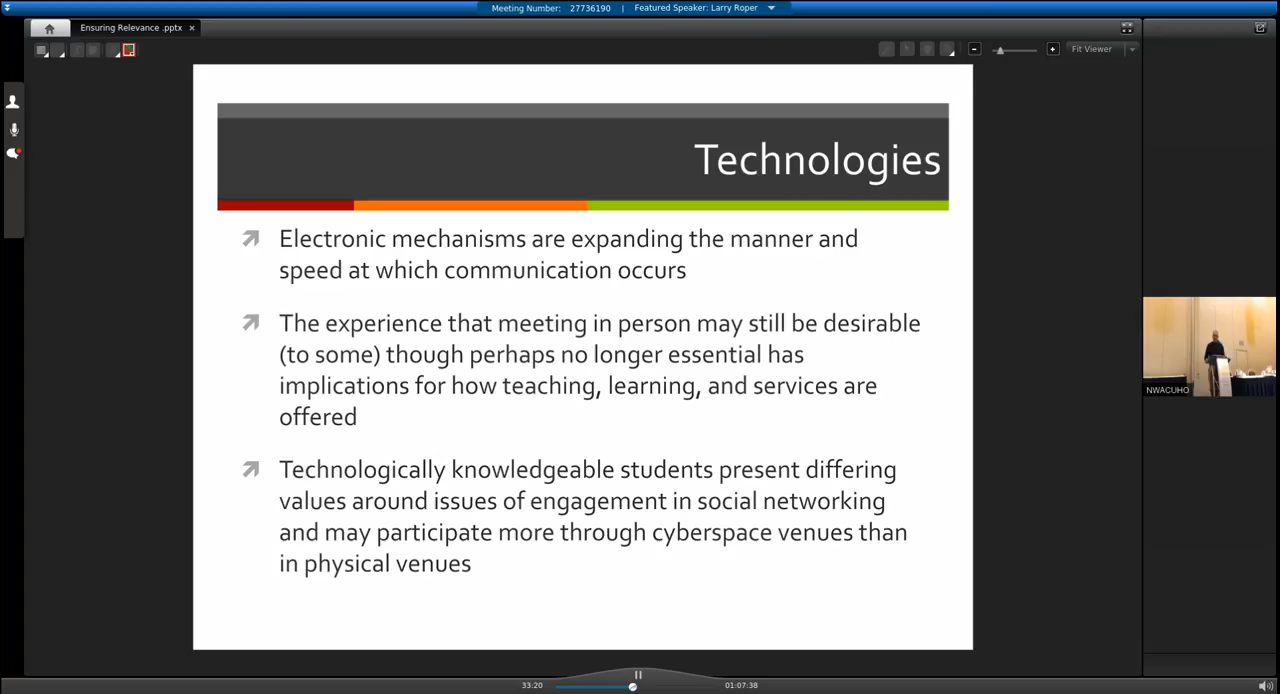 Meeting Number: 27736190 | Featured Speaker: Larry Roper
Ensuring Relevance .pptx ×
Fit Viewer
Technologies
Electronic mechanisms are expanding the manner and
speed at which communication occurs
The experience that meeting in person may still be desirable
(to some) though perhaps no longer essential has
implications for how teaching, learning, and services are
offered
Technologically knowledgeable students present differing
values around issues of engagement in social networking
and may participate more through cyberspace venues than
in physical venues
NWACUHO
33:20
01:07:38